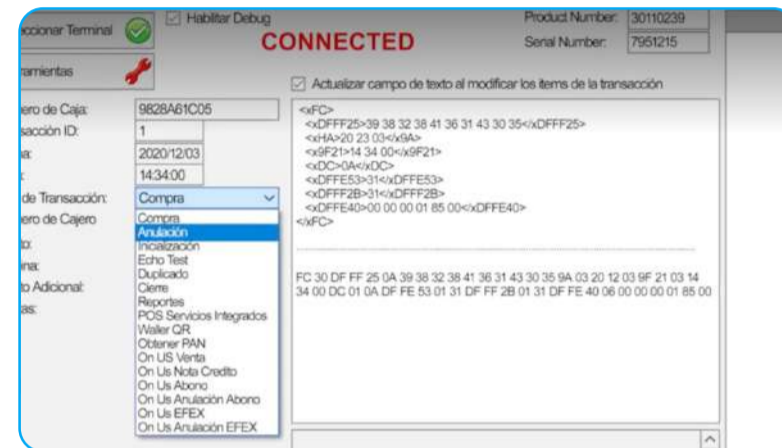 eccionar Terminal
Habilitar Debug
CONNECTED
Product Number: 30110239
Serial Number: 7951215
ramientas
Actualizar campo de texto al modificar los items de la transacción
ero de Caja: 9828A61C05
sacción ID: 1
a: 2020/12/03
: 14:34:00
de Transacción: Compra
ero de Cajero
to:
ina:
to Adicional:
as:
Compra
Anulación
Inicialización
Echo Test
Duplicado
Cierre
Reportes
POS Servicios Integrados
Waller QR
Obtener PAN
On US Venta
On Us Nota Credito
On Us Abono
On Us Anulación Abono
On Us EFEX
On Us Anulación EFEX
<xFC>
<xDFFF25>39 38 32 38 41 36 31 43 30 35</xDFFF25>
<xHA>20 23 03</x9A>
<x9F21>14 34 00</x9F21>
<xDC>0A</xDC>
<xDFFE53>31</xDFFE53>
<xDFFF2B>31</xDFFF2B>
<xDFFE40>00 00 00 01 85 00</xDFFE40>
</xFC>
FC 30 DF FF 25 0A 39 38 32 38 41 36 31 43 30 35 9A 03 20 12 03 9F 21 03 14
34 00 DC 01 0A DF FE 53 01 31 DF FF 2B 01 31 DF FE 40 06 00 00 00 01 85 00